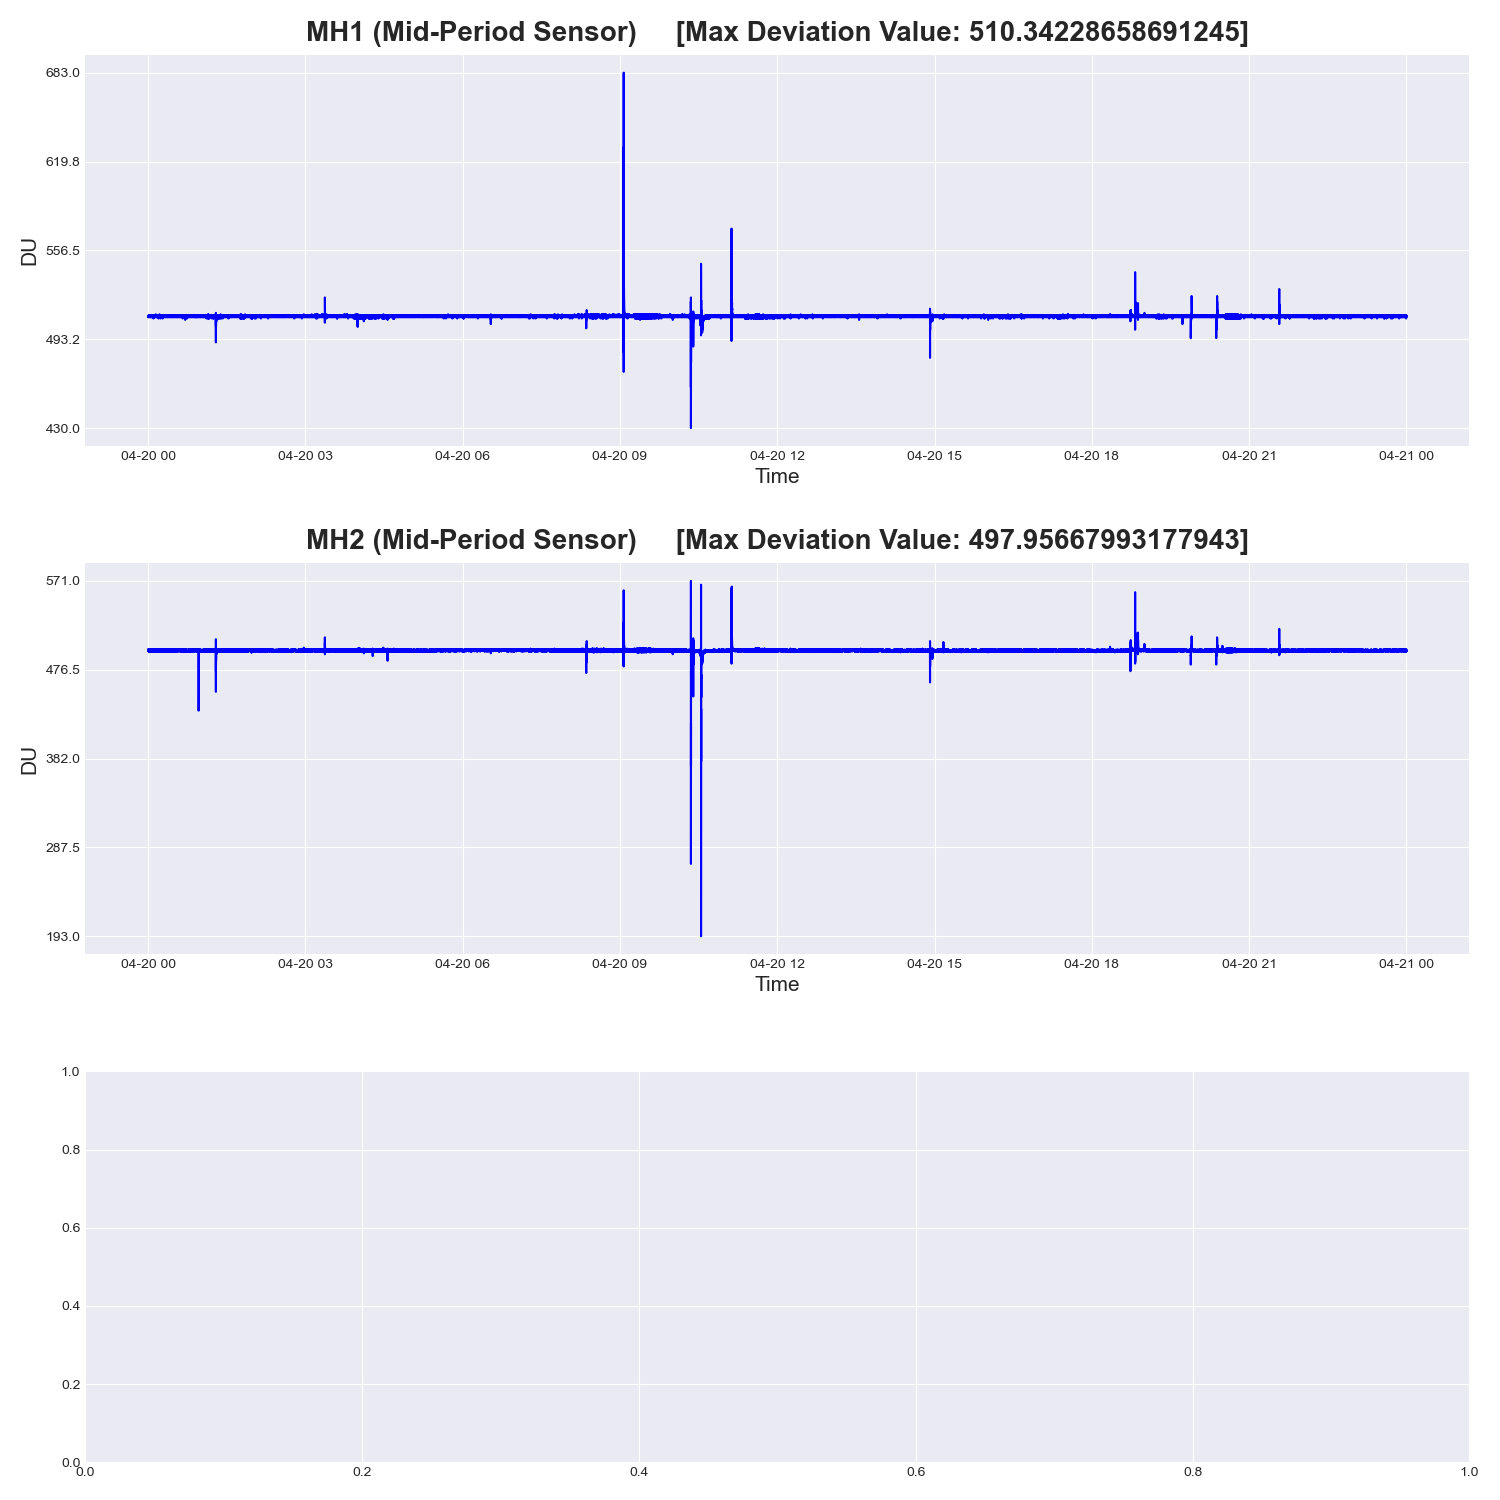 MH1 (Mid-Period Sensor) [Max Deviation Value: 510.34228658691245]
683.0
619.8
556.5
493.2
430.0
DU
04-20 00 04-20 03 04-20 06 04-20 09 04-20 12 04-20 15 04-20 18 04-20 21 04-21 00
Time
MH2 (Mid-Period Sensor) [Max Deviation Value: 497.95667993177943]
571.0
476.5
382.0
287.5
193.0
DU
04-20 00 04-20 03 04-20 06 04-20 09 04-20 12 04-20 15 04-20 18 04-20 21 04-21 00
Time
1.0
0.8
0.6
0.4
0.2
0.0
0.0 0.2 0.4 0.6 0.8 1.0